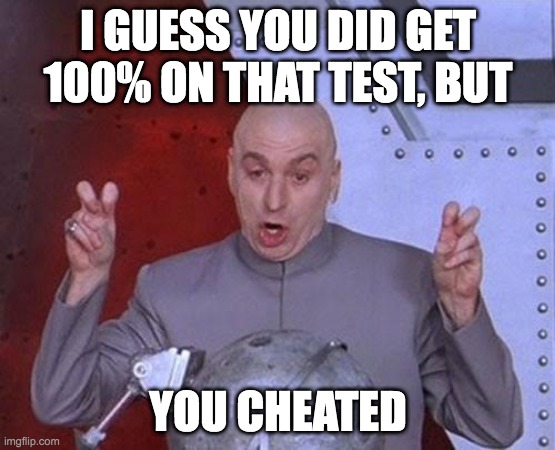 I GUESS YOU DID GET
100% ON THAT TEST, BUT
YOU CHEATED
imgflip.com